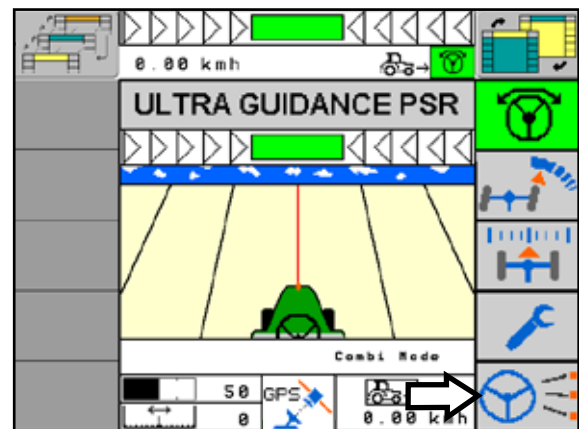 0.00 kmh
ULTRA GUIDANCE PSR
Combi Mode
50
GPS
0
0.00 kmh